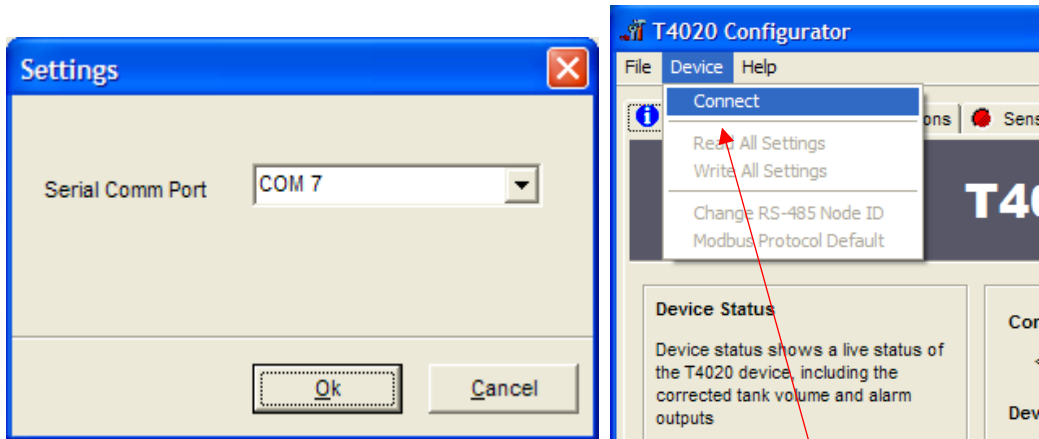 Settings
Serial Comm Port
COM 7
Ok
Cancel
T4020 Configurator
File Device Help
Connect
Read All Settings
Write All Settings
Change RS-485 Node ID
Modbus Protocol Default
ons
Sens
T40
Device Status
Device status shows a live status of
the T4020 device, including the
corrected tank volume and alarm
outputs
Con
Dev